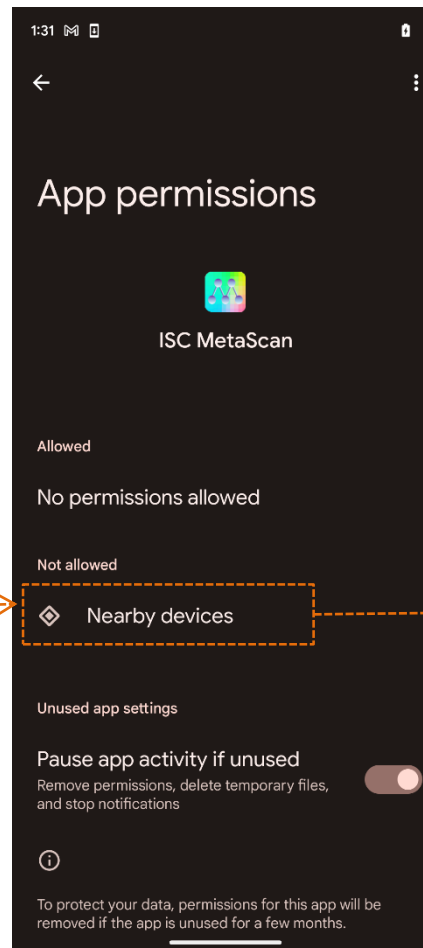 1:31
App permissions
ISC MetaScan
Allowed
No permissions allowed
Not allowed
Nearby devices
Unused app settings
Pause app activity if unused
Remove permissions, delete temporary files,
and stop notifications
To protect your data, permissions for this app will be
removed if the app is unused for a few months.